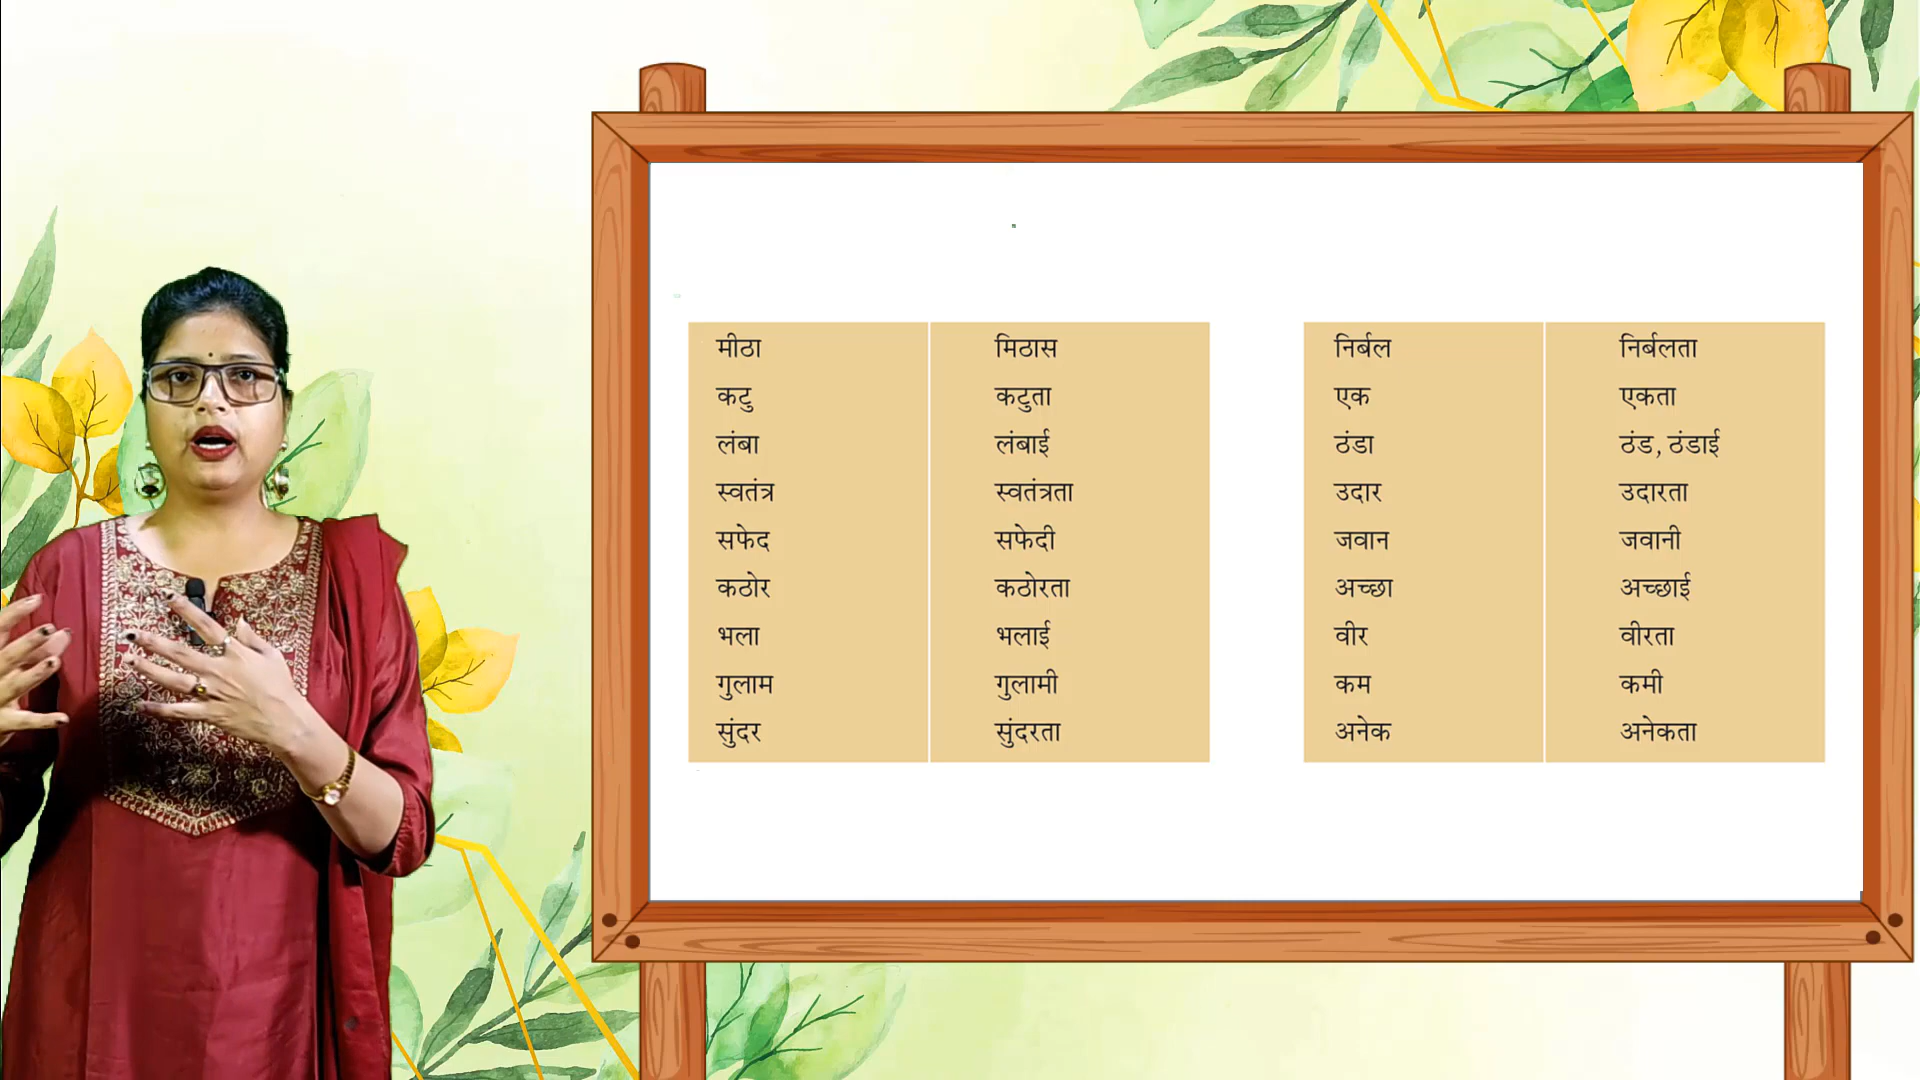 मीठा मिठास
कटु कटुता
लंबा लंबाई
स्वतंत्र स्वतंत्रता
सफेद सफेदी
कठोर कठोरता
भला भलाई
गुलाम गुलामी
सुंदर सुंदरता
निर्बल निर्बलता
एक एकता
ठंडा ठंड, ठंडाई
उदार उदारता
जवान जवानी
अच्छा अच्छाई
वीर वीरता
कम कमी
अनेक अनेकता